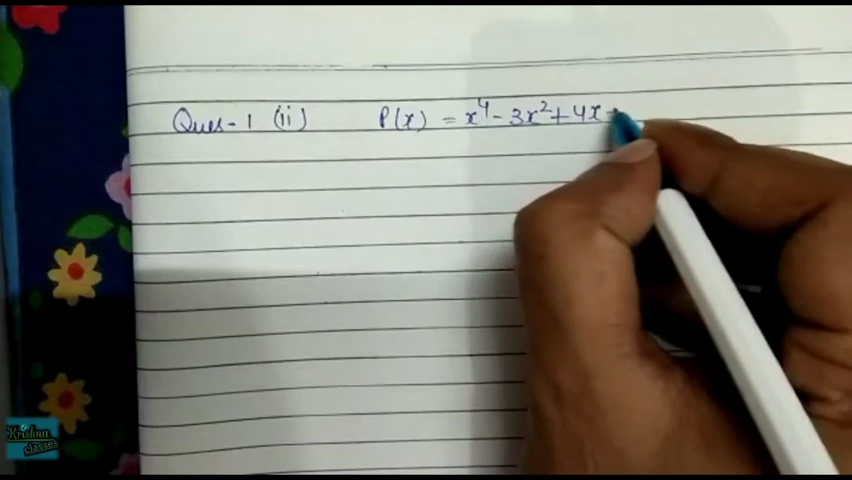 Ques-1 (ii) P(x) = x⁴ - 3x² + 4x +
Krishna
classes